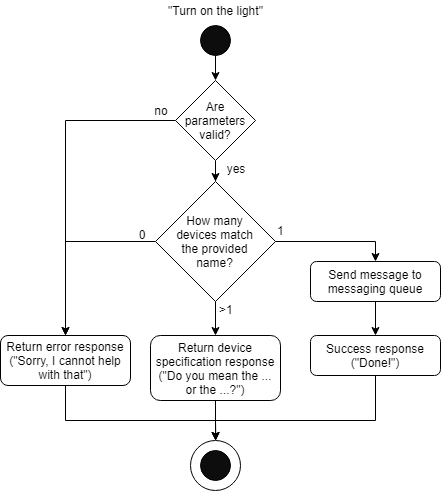 "Turn on the light"
Are
parameters
valid?
no
yes
How many
devices match
the provided
name?
0
1
>1
Send message to
messaging queue
Return error response
("Sorry, I cannot help
with that")
Return device
specification response
("Do you mean the ...
or the ...?")
Success response
("Done!")